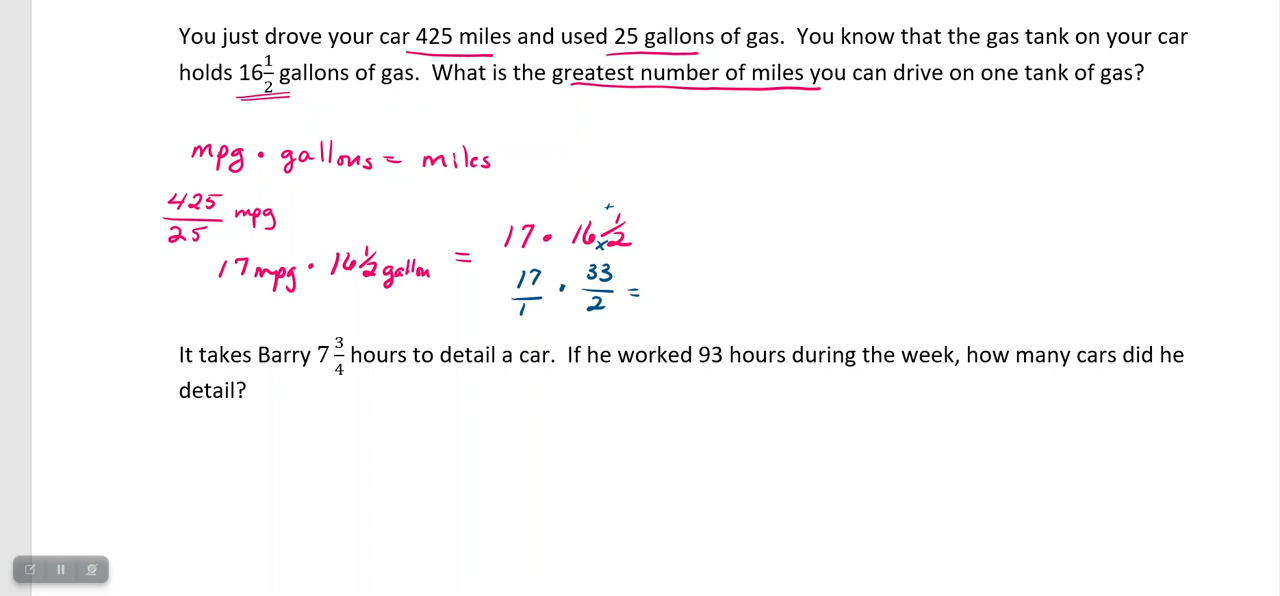 You just drove your car 425 miles and used 25 gallons of gas. You know that the gas tank on your car
holds 16 1/2 gallons of gas. What is the greatest number of miles you can drive on one tank of gas?
mpg · gallons = miles
425/25 mpg
17 mpg · 16 1/2 gallon = 17 · 16 1/2
17/1 · 33/2 =
It takes Barry 7 3/4 hours to detail a car. If he worked 93 hours during the week, how many cars did he
detail?